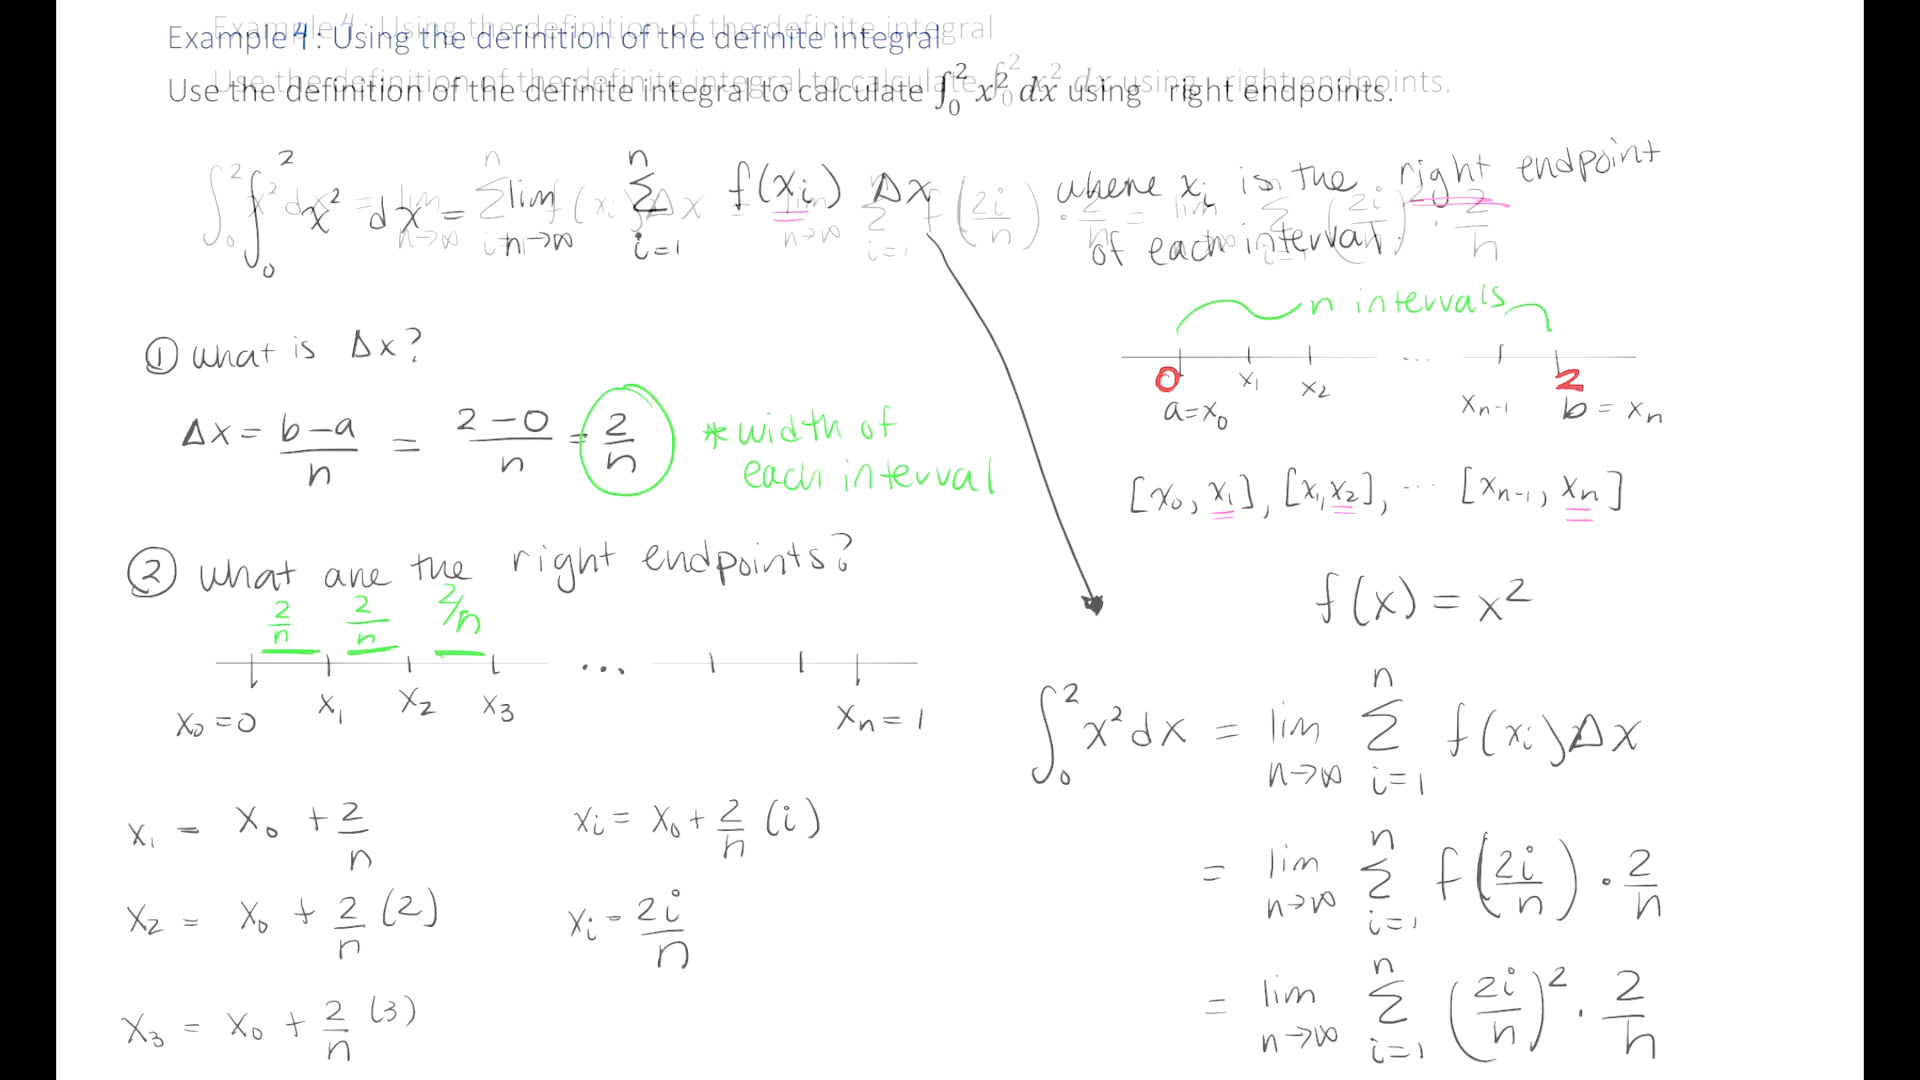 Example 4: Using the definition of the definite integral
Use the definition of the definite integral to calculate ∫₀² x² dx using right endpoints.
∫₀² x² dx = lim n→∞ Σ i=1 n f(xᵢ) Δx where xᵢ is the right endpoint
of each interval.
n intervals
① what is Δx?
0 x₁ x₂ ... xₙ₋₁ 2
a=x₀ b=xₙ
Δx = b-a/n = 2-0/n = 2/n * width of
each interval
[x₀, x₁], [x₁, x₂], ... [xₙ₋₁, xₙ]
② what are the right endpoints?
f(x) = x²
2/n 2/n 2/n
...
x₀=0 x₁ x₂ x₃ xₙ=1
∫₀² x² dx = lim n→∞ Σ i=1 n f(xᵢ)Δx
x₁ = x₀ + 2/n xᵢ = x₀ + 2/n (i)
= lim n→∞ Σ i=1 n f(2i/n) · 2/n
x₂ = x₀ + 2/n (2) xᵢ - 2i/n
x₃ = x₀ + 2/n (3)
= lim n→∞ Σ i=1 n (2i/n)² · 2/n